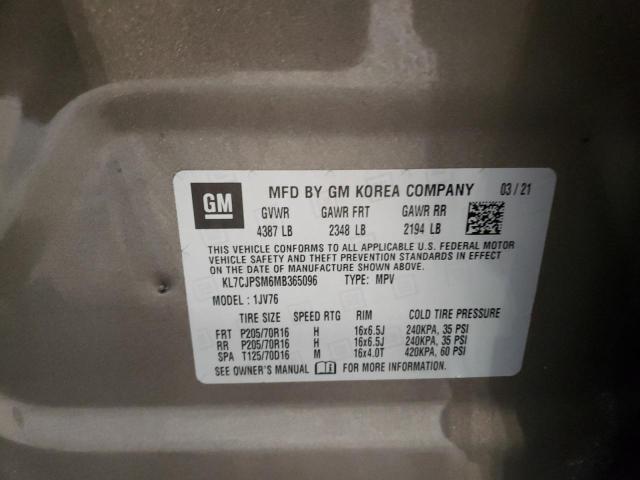 GM MFD BY GM KOREA COMPANY 03 / 21
GVWR GAWR FRT GAWR RR
4387 LB 2348 LB 2194 LB
THIS VEHICLE CONFORMS TO ALL APPLICABLE U.S. FEDERAL MOTOR
VEHICLE SAFETY AND THEFT PREVENTION STANDARDS IN EFFECT ON
THE DATE OF MANUFACTURE SHOWN ABOVE.
KL7CJPSM6MB365096 TYPE: MPV
MODEL : 1JV76
TIRE SIZE SPEED RTG RIM COLD TIRE PRESSURE
FRT P205/70R16 H 16x6.5J 240KPA, 35 PSI
RR P205/70R16 H 16x6.5J 240KPA, 35 PSI
SPA T125/70D16 M 16x4.0T 420KPA, 60 PSI
SEE OWNER'S MANUAL FOR MORE INFORMATION.